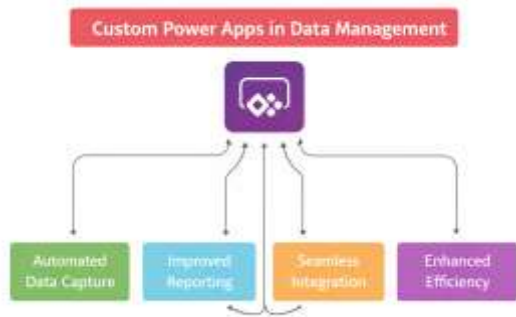 Custom Power Apps in Data Management
Automated
Data Capture
Improved
Reporting
Seamless
Integration
Enhanced
Efficiency